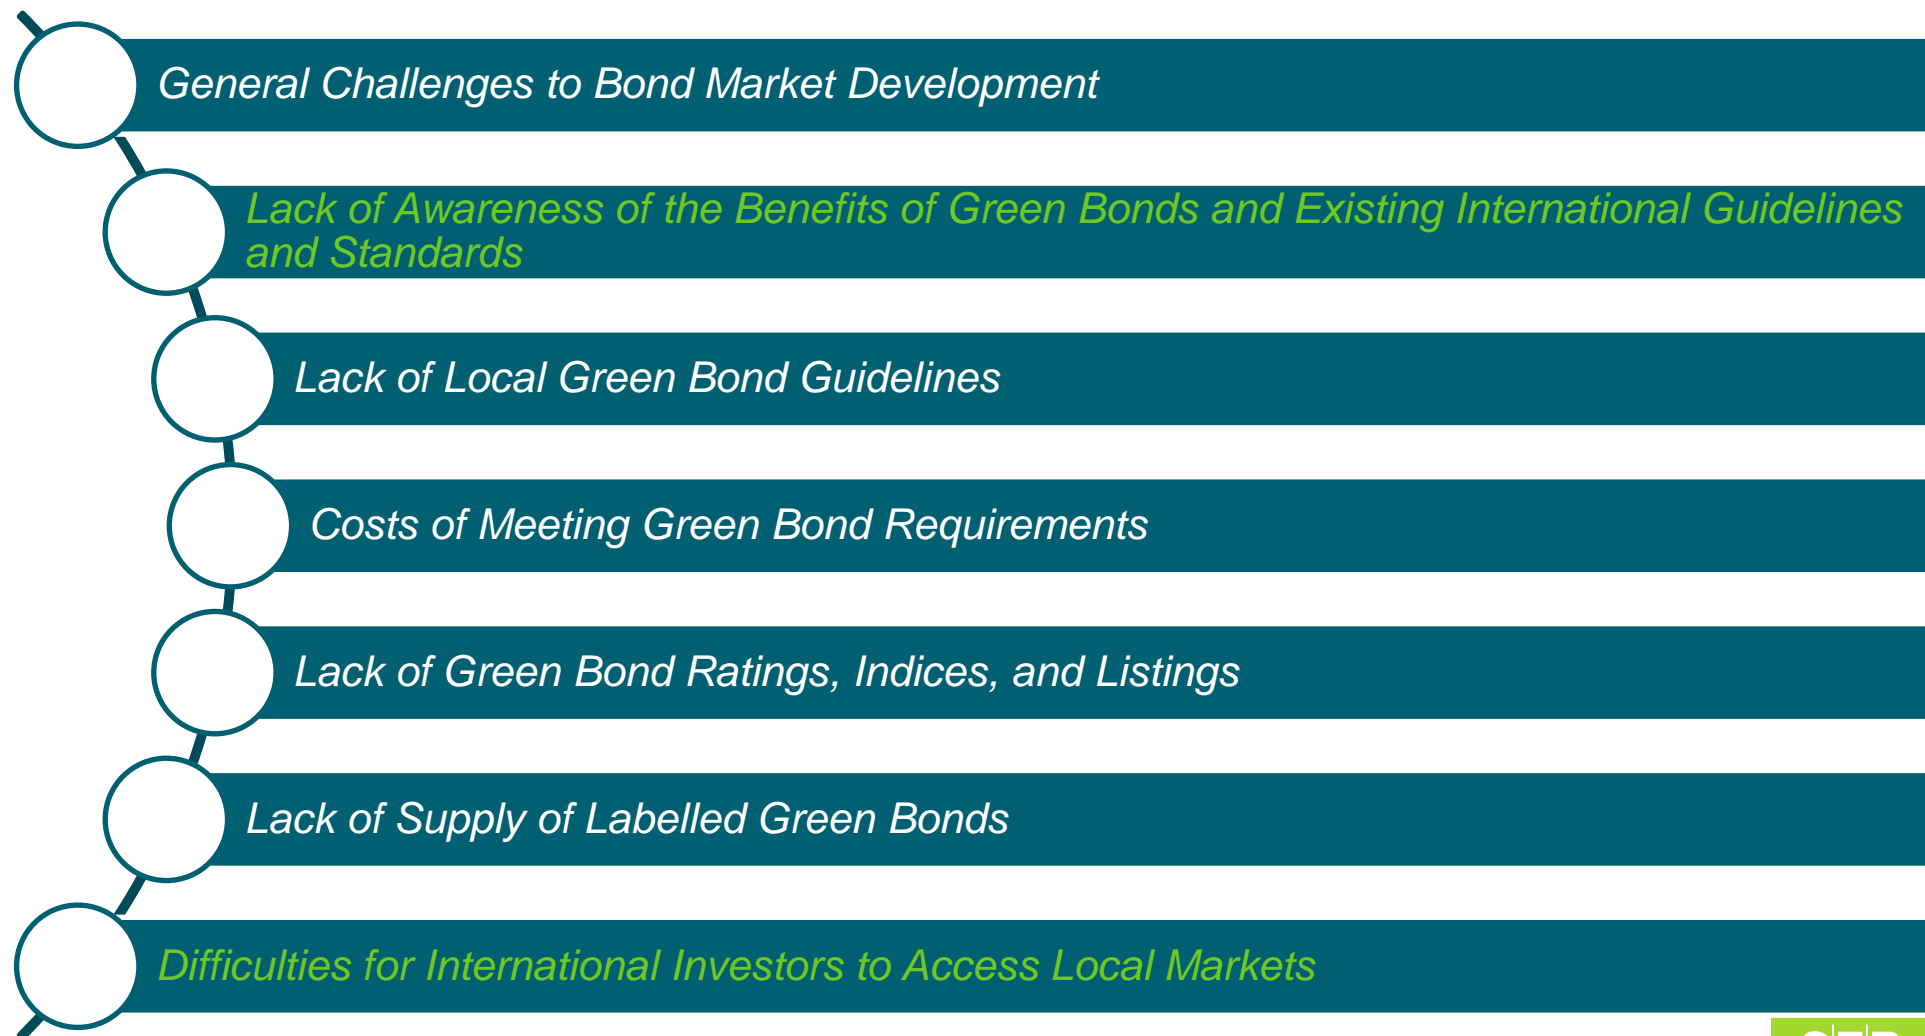 General Challenges to Bond Market Development
Lack of Awareness of the Benefits of Green Bonds and Existing International Guidelines
and Standards
Lack of Local Green Bond Guidelines
Costs of Meeting Green Bond Requirements
Lack of Green Bond Ratings, Indices, and Listings
Lack of Supply of Labelled Green Bonds
Difficulties for International Investors to Access Local Markets